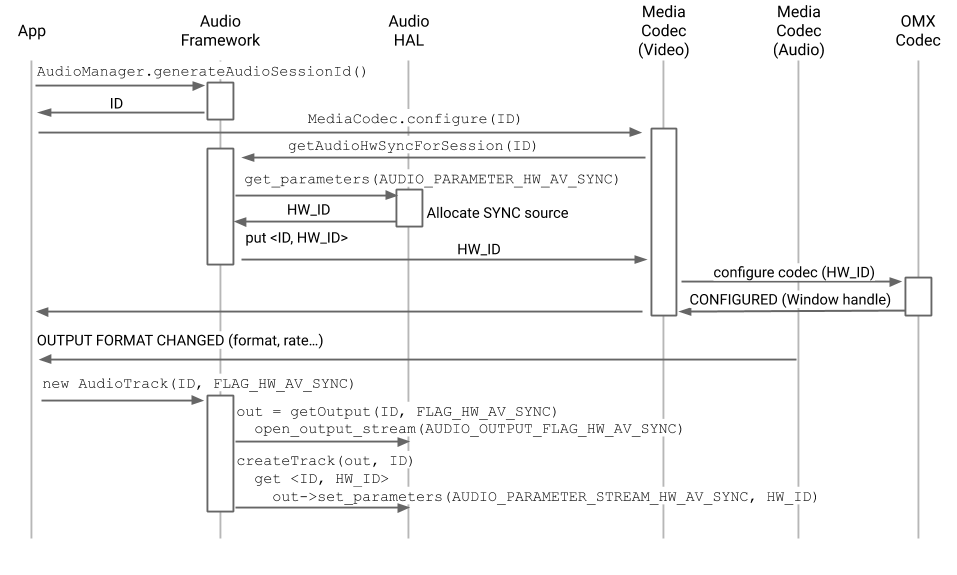 App
Audio
Framework
Audio
HAL
Media
Codec
(Video)
Media
Codec
(Audio)
OMX
Codec
AudioManager.generateAudioSessionId()
ID
MediaCodec.configure(ID)
getAudioHwSyncForSession(ID)
get_parameters(AUDIO_PARAMETER_HW_AV_SYNC)
HW_ID
Allocate SYNC source
put <ID, HW_ID>
HW_ID
configure codec (HW_ID)
CONFIGURED (Window handle)
OUTPUT FORMAT CHANGED (format, rate…)
new AudioTrack(ID, FLAG_HW_AV_SYNC)
out = getOutput(ID, FLAG_HW_AV_SYNC)
open_output_stream(AUDIO_OUTPUT_FLAG_HW_AV_SYNC)
createTrack(out, ID)
get <ID, HW_ID>
out->set_parameters(AUDIO_PARAMETER_STREAM_HW_AV_SYNC, HW_ID)